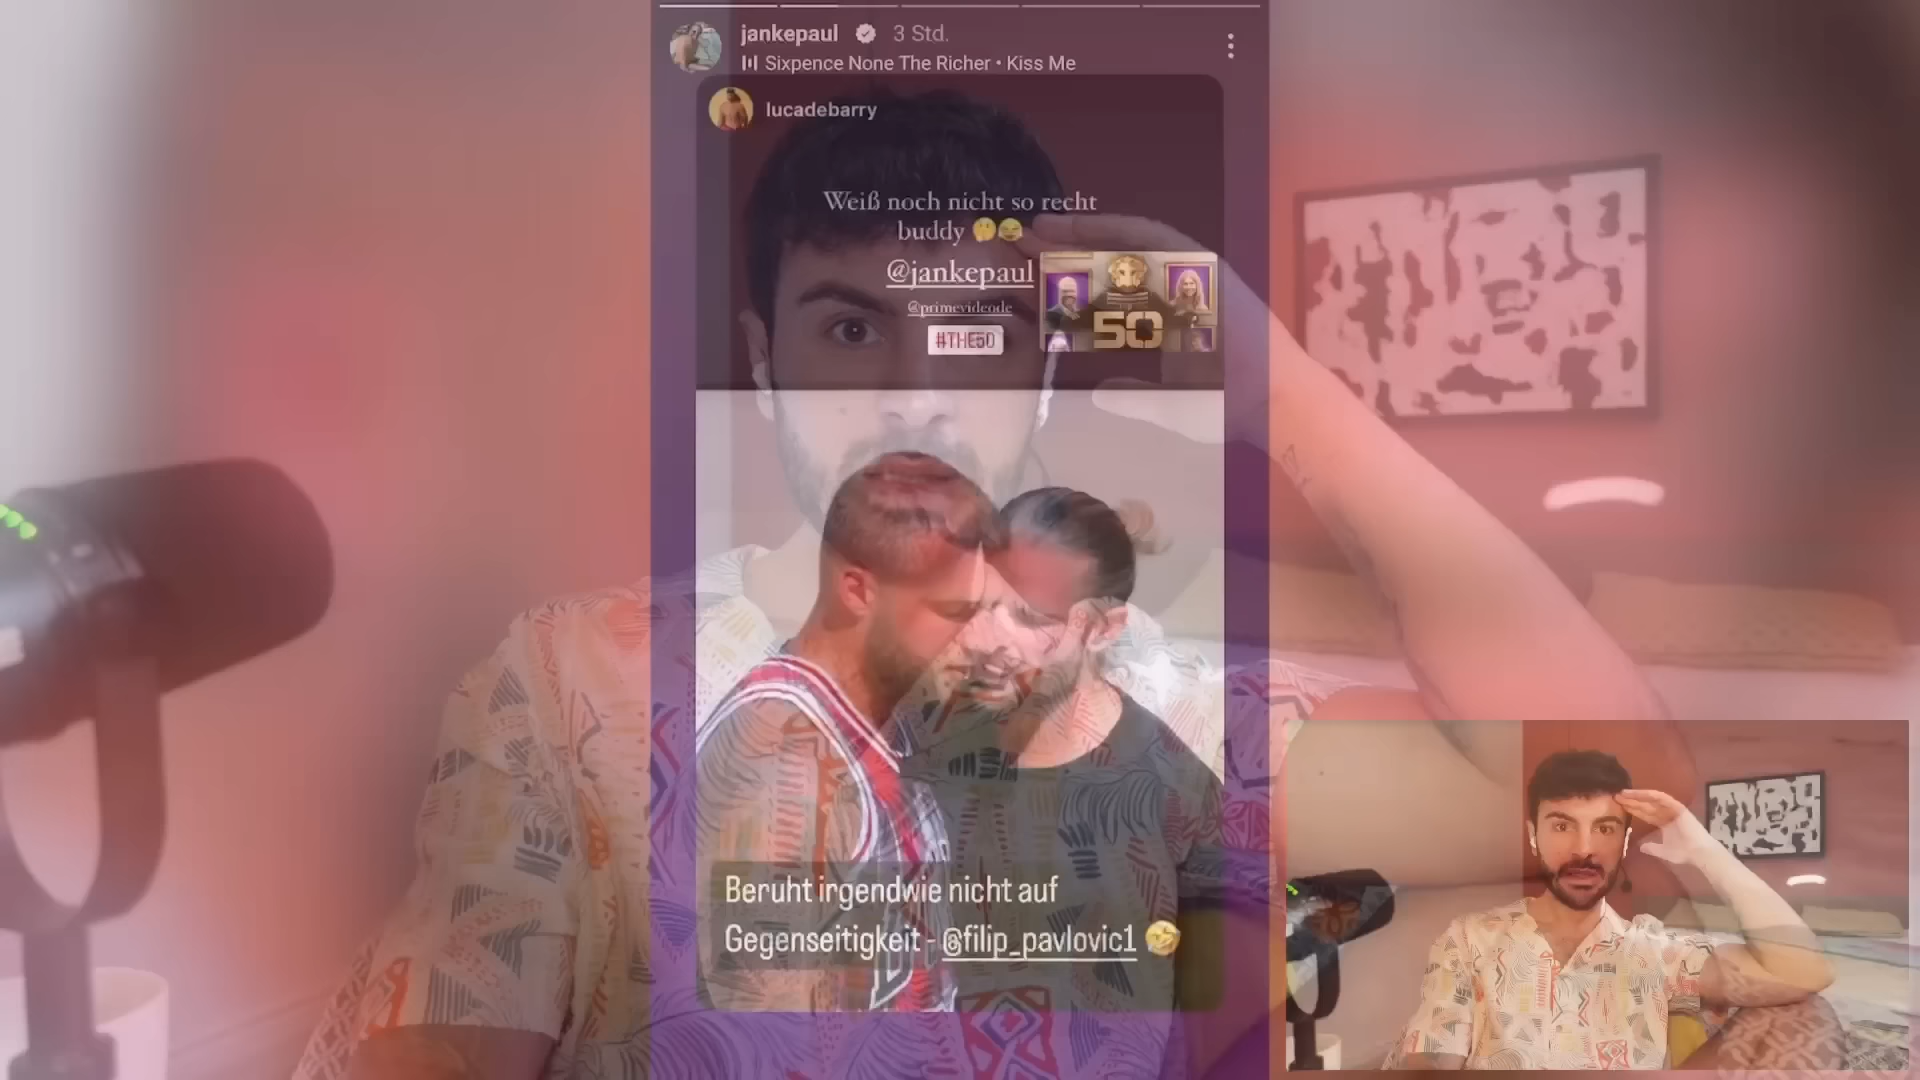 jankepaul 3 Std.
Sixpence None The Richer • Kiss Me
lucadebarry
Weiß noch nicht so recht
buddy 🤔😂
@jankepaul
@primevideode
#THE50
50
Beruht irgendwie nicht auf
Gegenseitigkeit - @filip_pavlovic1 🤣